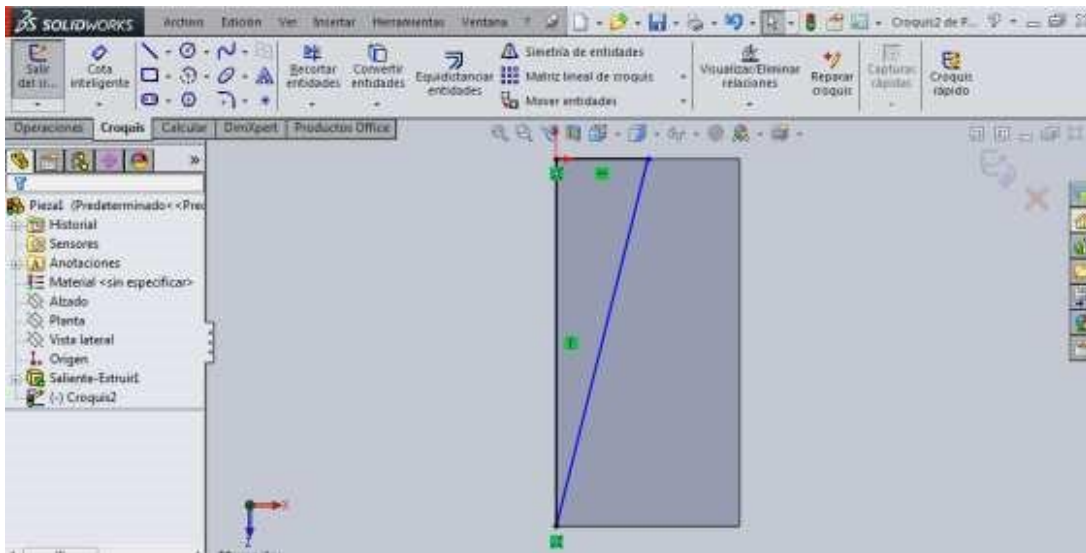 SOLIDWORKS Archivo Edición Ver Insertar Herramientas Ventana ? Croquis2 de P...
Salir del cr...
Cota inteligente
Recortar entidades
Convertir entidades
Equidistanciar entidades
Simetría de entidades
Matriz lineal de croquis
Mover entidades
Visualizar/Eliminar relaciones
Reparar croquis
Capturas rápidas
Croquis rápido
Operaciones Croquis Calcular DimXpert Productos Office
Pieza1 (Predeterminado<<Pred
Historial
Sensores
Anotaciones
Material <sin especificar>
Alzado
Planta
Vista lateral
Origen
Saliente-Extruir1
(-) Croquis2
X
Z